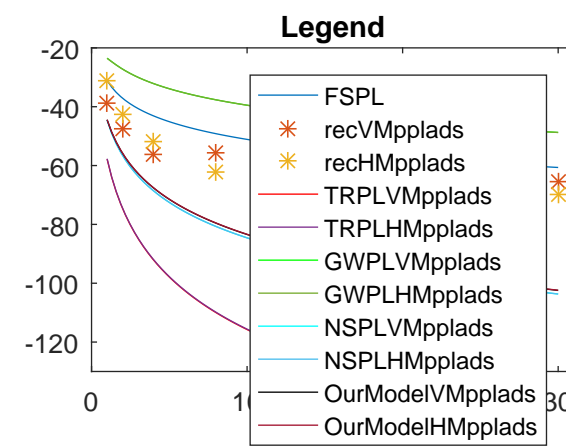 Legend
-20
-40
-60
-80
-100
-120
0
FSPL
recVMpplads
recHMpplads
TRPLVMpplads
TRPLHMpplads
GWPLVMpplads
GWPLHMpplads
NSPLVMpplads
NSPLHMpplads
OurModelVMpplads
OurModelHMpplads